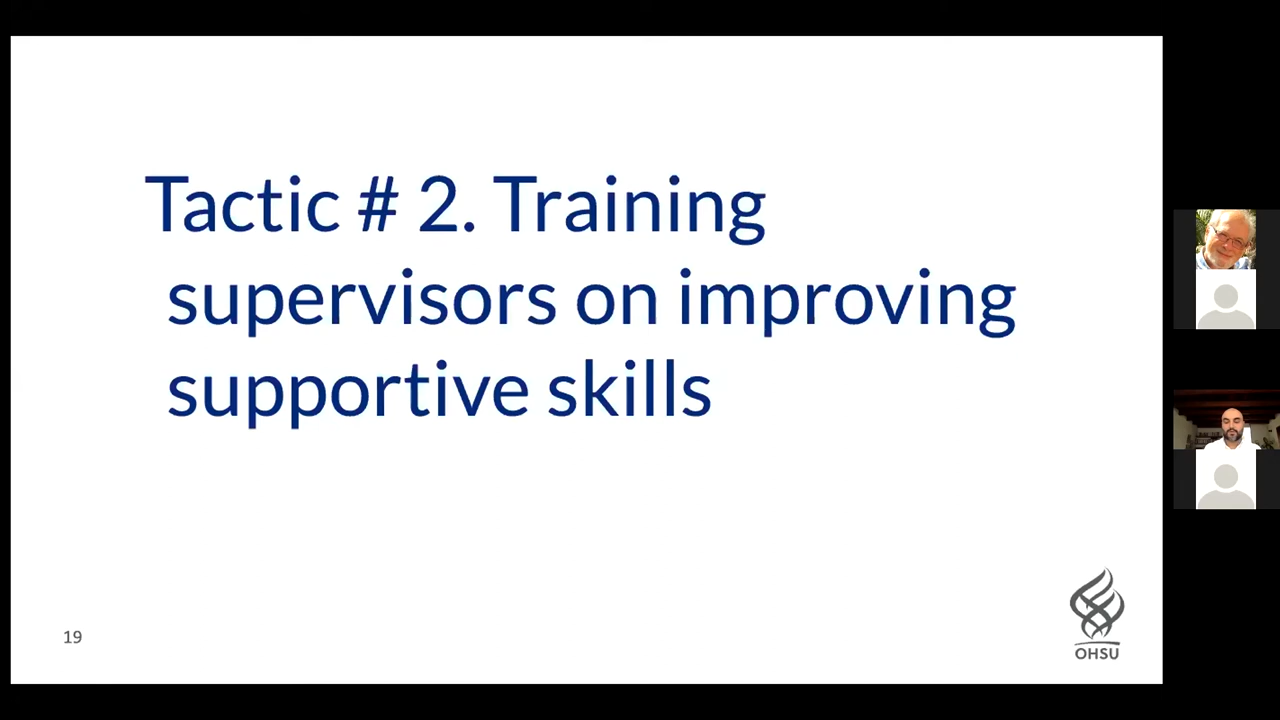 Tactic # 2. Training
supervisors on improving
supportive skills
19
OHSU